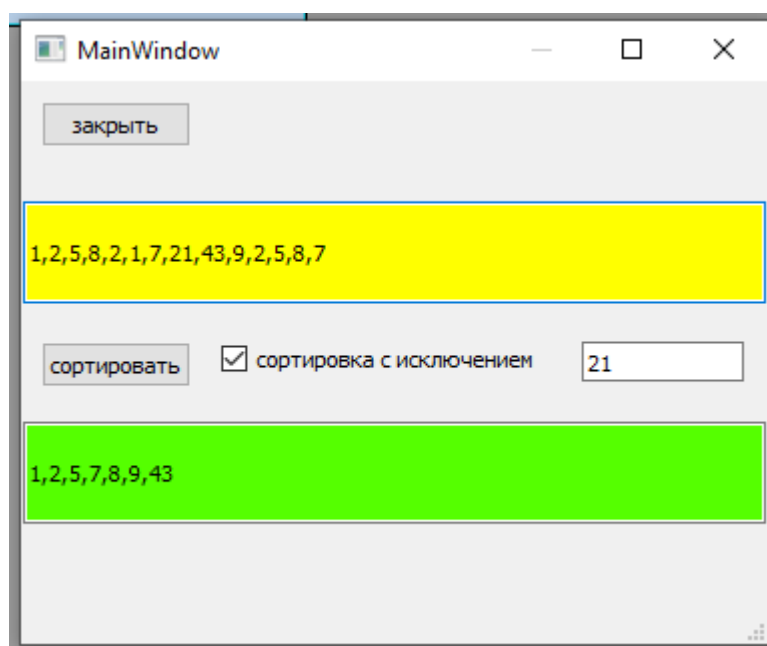 MainWindow
закрыть
1,2,5,8,2,1,7,21,43,9,2,5,8,7
сортировать сортировка с исключением 21
1,2,5,7,8,9,43